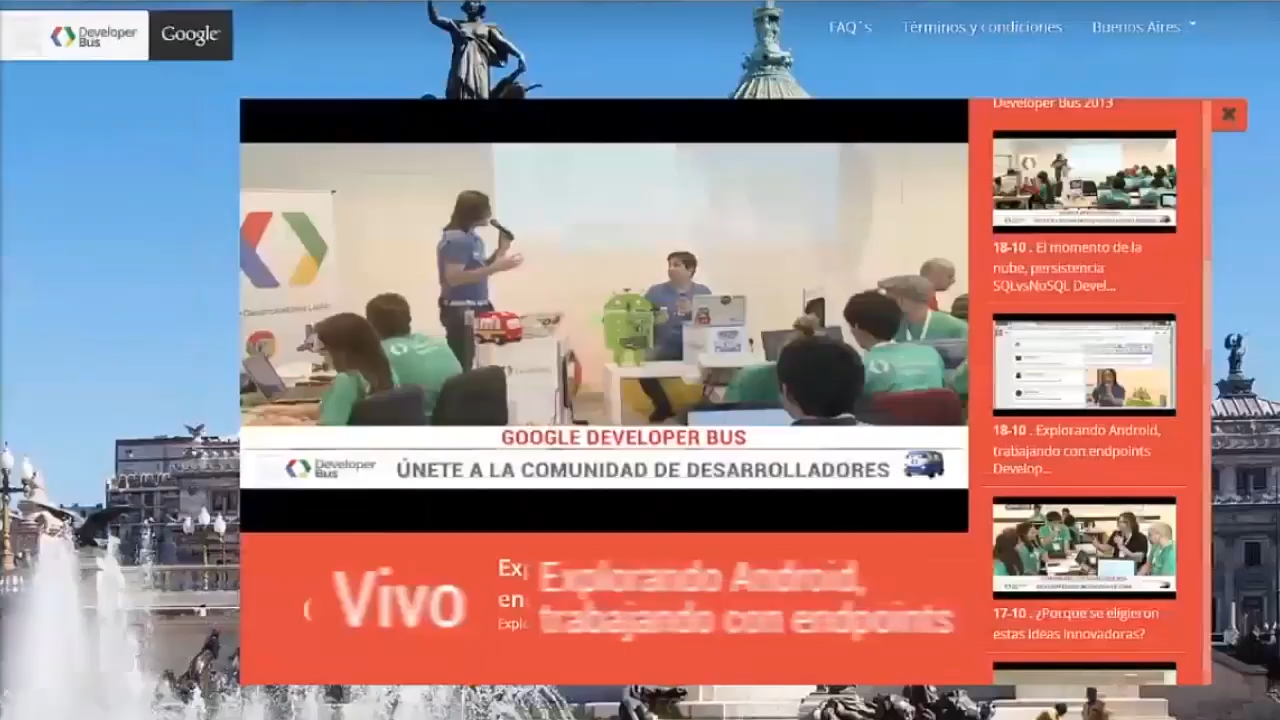 Developer
Bus
Google
FAQ´s
Términos y condiciones
Buenos Aires
Developer Bus 2013
18-10 . El momento de la
nube, persistencia
SQLvsNoSQL Devel...
18-10 . Explorando Android,
trabajando con endpoints
Develop...
17-10 . ¿Porque se eligieron
estas ideas innovadoras?
GOOGLE DEVELOPER BUS
Developer
Bus
ÚNETE A LA COMUNIDAD DE DESARROLLADORES
Vivo
Explorando Android,
trabajando con endpoints